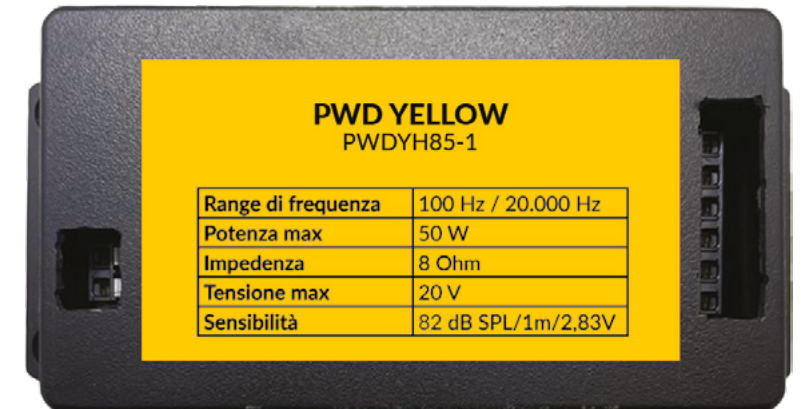 PWD YELLOW
PWDYH85-1
Range di frequenza 100 Hz / 20.000 Hz
Potenza max 50 W
Impedenza 8 Ohm
Tensione max 20 V
Sensibilità 82 dB SPL/1m/2,83V